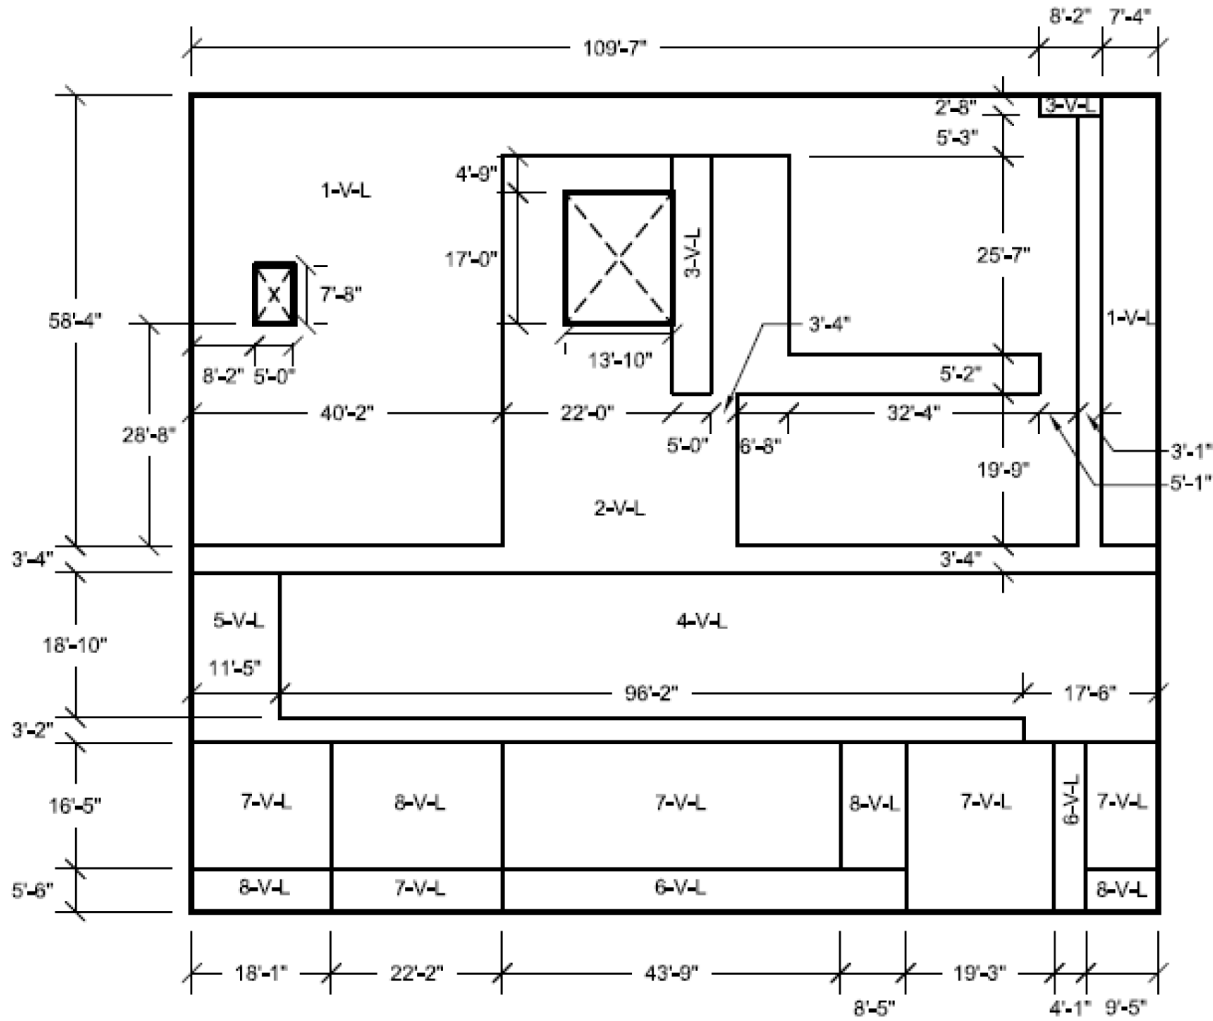 8'-2" 7'-4"
109'-7"
2'-8" 3-V-L
5'-3"
4'-9"
1-V-L
3-V-L
17'-0" 25'-7"
X 7'-8"
58'-4" 3'-4" 1-V-L
13'-10"
8'-2" 5'-0" 5'-2"
40'-2" 22'-0" 32'-4"
28'-8" 5'-0" 6'-8" 3'-1"
19'-9" 5'-1"
2-V-L
3'-4" 3'-4"
5-V-L 4-V-L
18'-10"
11'-5"
96'-2" 17'-6"
3'-2"
7-V-L 8-V-L 7-V-L 8-V-L 7-V-L 6-V-L 7-V-L
16'-5"
5'-6" 8-V-L 7-V-L 6-V-L 8-V-L
18'-1" 22'-2" 43'-9" 19'-3"
8'-5" 4'-1" 9'-5"